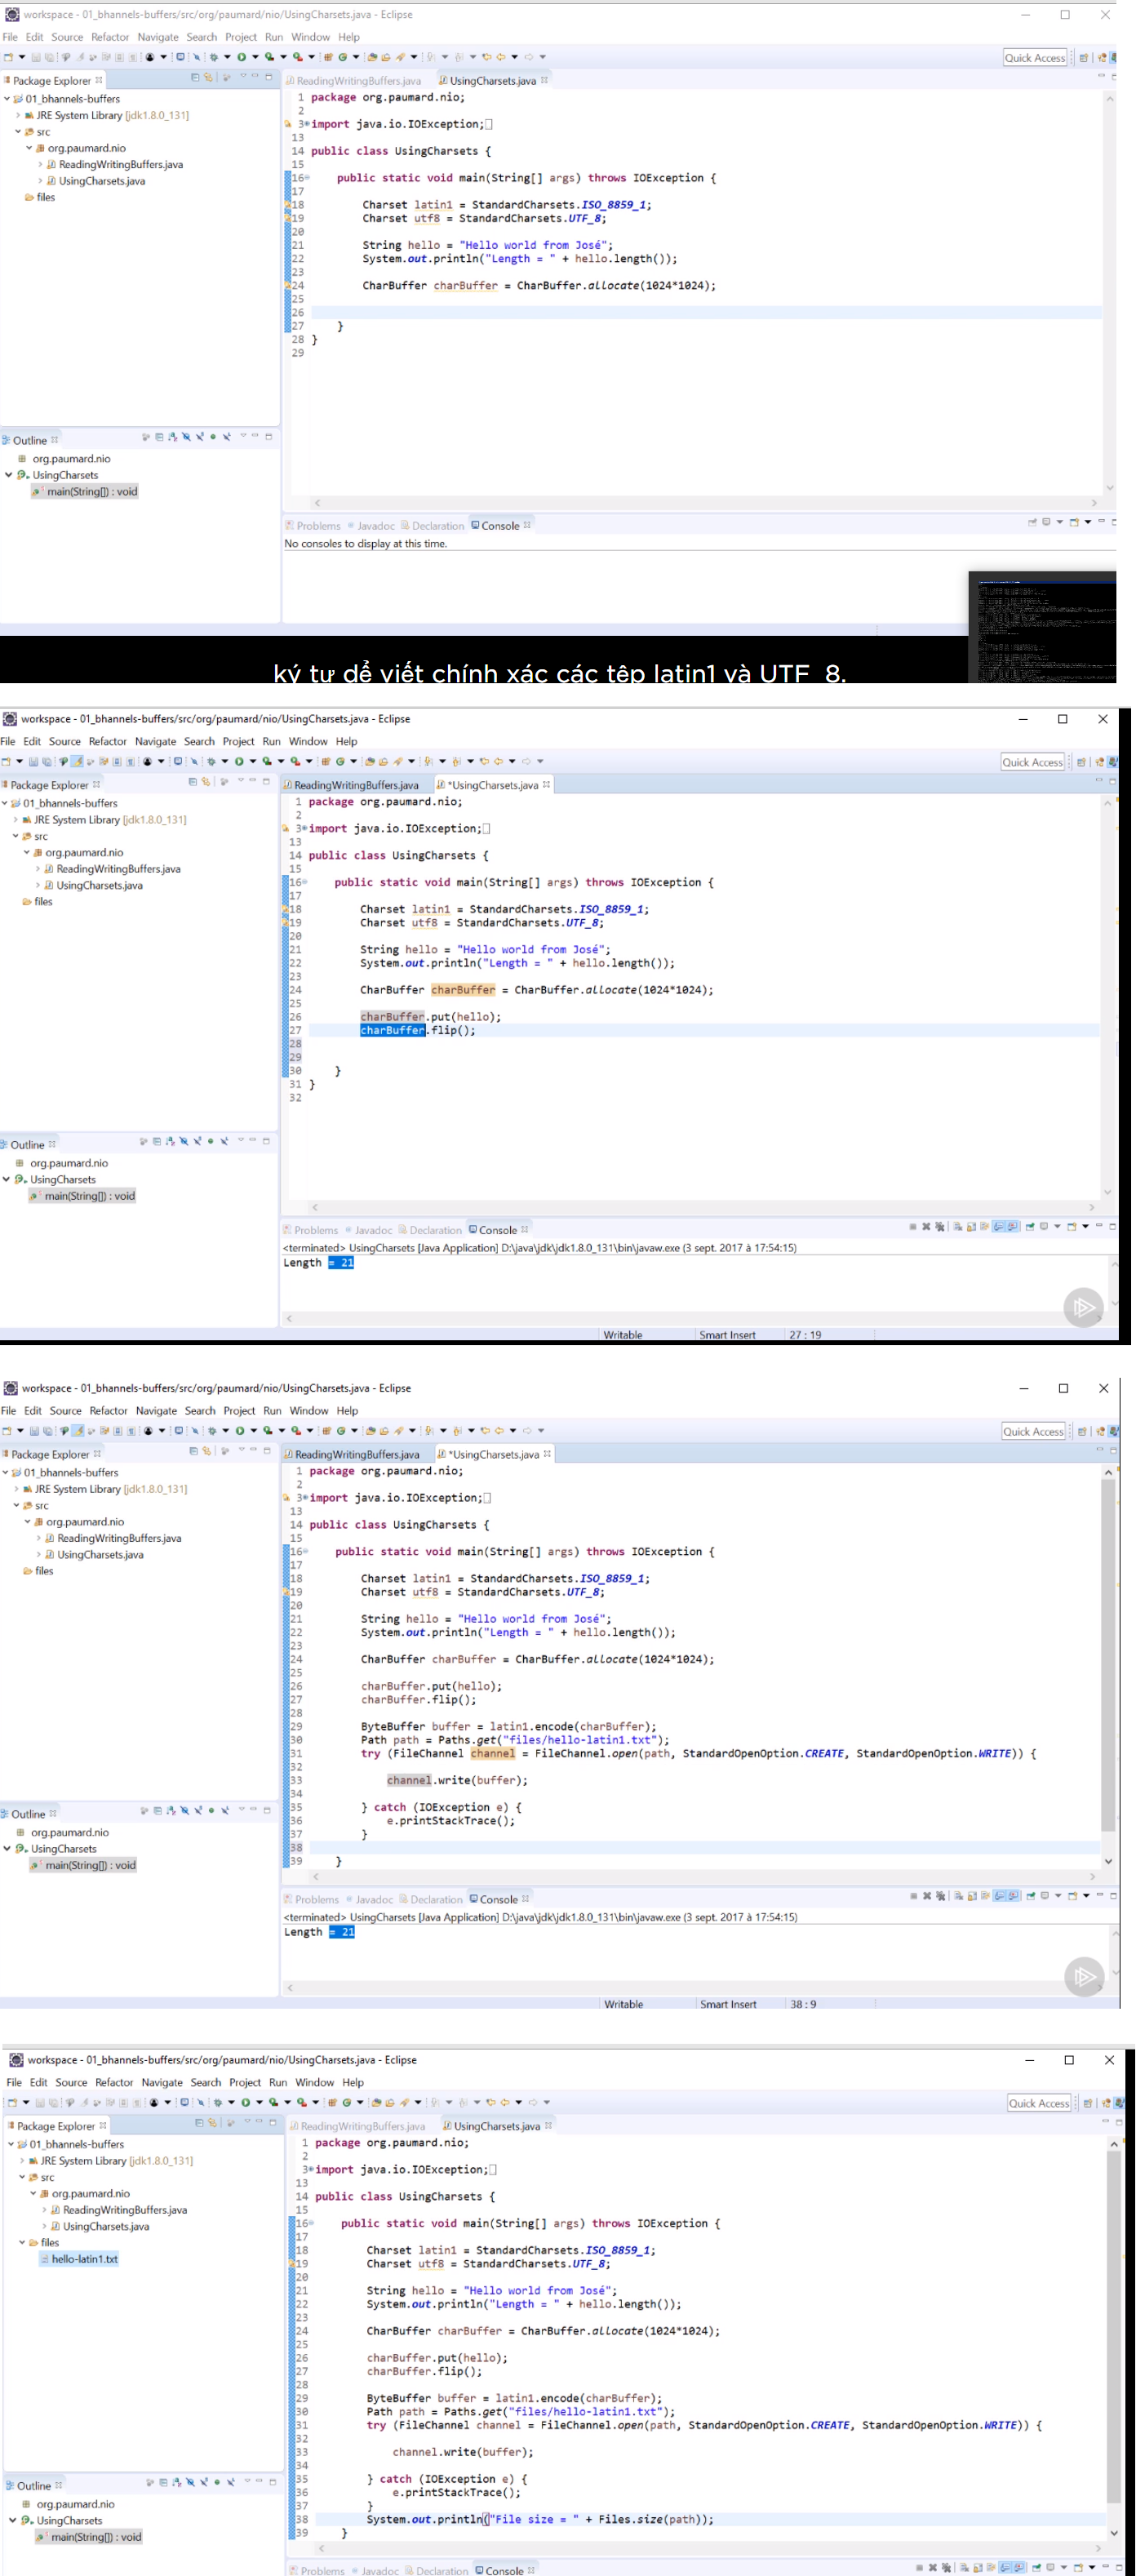 workspace - 01_bhannels-buffers/src/org/paumard/nio/UsingCharsets.java - Eclipse
File Edit Source Refactor Navigate Search Project Run Window Help
Quick Access
Package Explorer
ReadingWritingBuffers.java UsingCharsets.java
01_bhannels-buffers
JRE System Library [jdk1.8.0_131]
src
org.paumard.nio
ReadingWritingBuffers.java
UsingCharsets.java
files
1 package org.paumard.nio;
2
3 import java.io.IOException;
13
14 public class UsingCharsets {
15
16 public static void main(String[] args) throws IOException {
17
18 Charset latin1 = StandardCharsets.ISO_8859_1;
19 Charset utf8 = StandardCharsets.UTF_8;
20
21 String hello = "Hello world from José";
22 System.out.println("Length = " + hello.length());
23
24 CharBuffer charBuffer = CharBuffer.allocate(1024*1024);
25
26
27 }
28 }
29
Outline
org.paumard.nio
UsingCharsets
main(String[]) : void
Problems Javadoc Declaration Console
No consoles to display at this time.
ký tự để viết chính xác các tệp latin1 và UTF 8.
workspace - 01_bhannels-buffers/src/org/paumard/nio/UsingCharsets.java - Eclipse
File Edit Source Refactor Navigate Search Project Run Window Help
Quick Access
Package Explorer
ReadingWritingBuffers.java *UsingCharsets.java
01_bhannels-buffers
JRE System Library [jdk1.8.0_131]
src
org.paumard.nio
ReadingWritingBuffers.java
UsingCharsets.java
files
1 package org.paumard.nio;
2
3 import java.io.IOException;
13
14 public class UsingCharsets {
15
16 public static void main(String[] args) throws IOException {
17
18 Charset latin1 = StandardCharsets.ISO_8859_1;
19 Charset utf8 = StandardCharsets.UTF_8;
20
21 String hello = "Hello world from José";
22 System.out.println("Length = " + hello.length());
23
24 CharBuffer charBuffer = CharBuffer.allocate(1024*1024);
25
26 charBuffer.put(hello);
27 charBuffer.flip();
28
29
30 }
31 }
32
Outline
org.paumard.nio
UsingCharsets
main(String[]) : void
Problems Javadoc Declaration Console
<terminated> UsingCharsets [Java Application] D:\java\jdk\jdk1.8.0_131\bin\javaw.exe (3 sept. 2017 à 17:54:15)
Length = 21
Writable Smart Insert 27 : 19
workspace - 01_bhannels-buffers/src/org/paumard/nio/UsingCharsets.java - Eclipse
File Edit Source Refactor Navigate Search Project Run Window Help
Quick Access
Package Explorer
ReadingWritingBuffers.java *UsingCharsets.java
01_bhannels-buffers
JRE System Library [jdk1.8.0_131]
src
org.paumard.nio
ReadingWritingBuffers.java
UsingCharsets.java
files
1 package org.paumard.nio;
2
3 import java.io.IOException;
13
14 public class UsingCharsets {
15
16 public static void main(String[] args) throws IOException {
17
18 Charset latin1 = StandardCharsets.ISO_8859_1;
19 Charset utf8 = StandardCharsets.UTF_8;
20
21 String hello = "Hello world from José";
22 System.out.println("Length = " + hello.length());
23
24 CharBuffer charBuffer = CharBuffer.allocate(1024*1024);
25
26 charBuffer.put(hello);
27 charBuffer.flip();
28
29 ByteBuffer buffer = latin1.encode(charBuffer);
30 Path path = Paths.get("files/hello-latin1.txt");
31 try (FileChannel channel = FileChannel.open(path, StandardOpenOption.CREATE, StandardOpenOption.WRITE)) {
32
33 channel.write(buffer);
34
35 } catch (IOException e) {
36 e.printStackTrace();
37 }
38
39 }
Outline
org.paumard.nio
UsingCharsets
main(String[]) : void
Problems Javadoc Declaration Console
<terminated> UsingCharsets [Java Application] D:\java\jdk\jdk1.8.0_131\bin\javaw.exe (3 sept. 2017 à 17:54:15)
Length = 21
Writable Smart Insert 38 : 9
workspace - 01_bhannels-buffers/src/org/paumard/nio/UsingCharsets.java - Eclipse
File Edit Source Refactor Navigate Search Project Run Window Help
Quick Access
Package Explorer
ReadingWritingBuffers.java UsingCharsets.java
01_bhannels-buffers
JRE System Library [jdk1.8.0_131]
src
org.paumard.nio
ReadingWritingBuffers.java
UsingCharsets.java
files
hello-latin1.txt
1 package org.paumard.nio;
2
3 import java.io.IOException;
13
14 public class UsingCharsets {
15
16 public static void main(String[] args) throws IOException {
17
18 Charset latin1 = StandardCharsets.ISO_8859_1;
19 Charset utf8 = StandardCharsets.UTF_8;
20
21 String hello = "Hello world from José";
22 System.out.println("Length = " + hello.length());
23
24 CharBuffer charBuffer = CharBuffer.allocate(1024*1024);
25
26 charBuffer.put(hello);
27 charBuffer.flip();
28
29 ByteBuffer buffer = latin1.encode(charBuffer);
30 Path path = Paths.get("files/hello-latin1.txt");
31 try (FileChannel channel = FileChannel.open(path, StandardOpenOption.CREATE, StandardOpenOption.WRITE)) {
32
33 channel.write(buffer);
34
35 } catch (IOException e) {
36 e.printStackTrace();
37 }
38 System.out.println("File size = " + Files.size(path));
39 }
Outline
org.paumard.nio
UsingCharsets
main(String[]) : void
Problems Javadoc Declaration Console